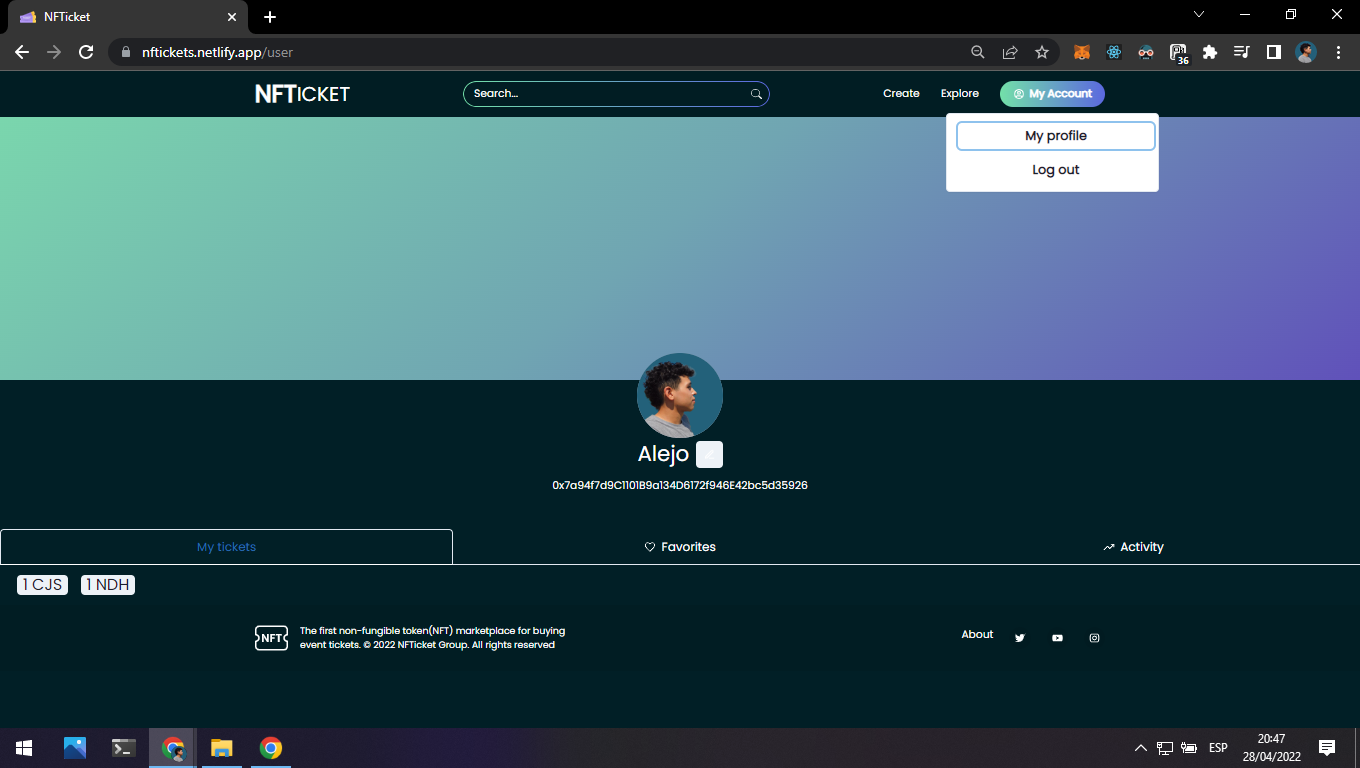 NFTicket
nftickets.netlify.app/user
36
NFTICKET
Search...
Create
Explore
My Account
My profile
Log out
Alejo
0x7a94f7d9C1101B9a134D6172f946E42bc5d35926
My tickets
Favorites
Activity
1 CJS
1 NDH
NFT
The first non-fungible token(NFT) marketplace for buying
event tickets. © 2022 NFTicket Group. All rights reserved
About
ESP
20:47
28/04/2022